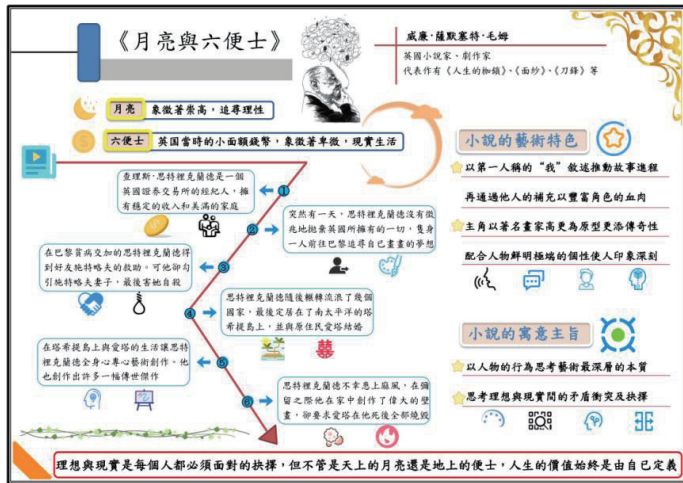 《月亮與六便士》
威廉·薩默塞特·毛姆
英國小說家、劇作家
代表作有《人生的枷鎖》、《面紗》、《刀鋒》等
月亮 象徵著崇高，追尋理性
六便士 英国當時的小面額錢幣，象徵著卑微，現實生活
查理斯·思特裡克蘭德是一個
英國證券交易所的經紀人，擁
有穩定的收入和美滿的家庭
①
突然有一天，思特裡克蘭德沒有徵
兆地拋棄英國所擁有的一切，隻身
一人前往巴黎追尋自己畫畫的夢想
②
在巴黎貧病交加的思特裡克蘭德得
到好友施特略夫的救助。可他卻勾
引施特略夫妻子，最後害她自殺
③
思特裡克蘭德隨後輾轉流浪了幾個
國家，最後定居在了南太平洋的塔
希提島上，並與原住民愛塔結婚
④
囍
在塔希提島上與愛塔的生活讓思特
裡克蘭德全身心專心藝術創作。他
也創作出許多一幅傳世傑作
⑤
思特裡克蘭德不幸患上麻風，在彌
留之際他在家中創作了偉大的壁
畫，卻要求愛塔在他死後全部燒毀
⑥
小說的藝術特色
以第一人稱的“我”敘述推動故事進程
再通過他人的補充以豐富角色的血肉
主角以著名畫家高更為原型更添傳奇性
配合人物鮮明極端的個性使人印象深刻
小說的寓意主旨
以人物的行為思考藝術最深層的本質
思考理想與現實間的矛盾衝突及抉擇
理想與現實是每個人都必須面對的抉擇，但不管是天上的月亮還是地上的便士，人生的價值始終是由自己定義